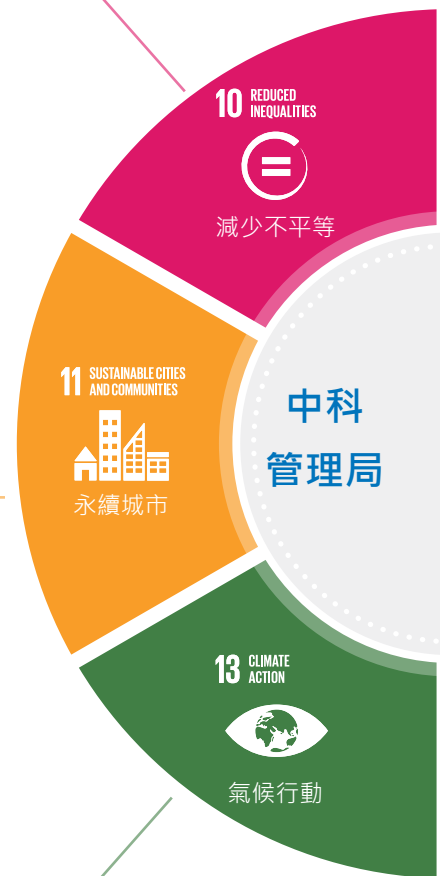 10 REDUCED
INEQUALITIES
減少不平等
11 SUSTAINABLE CITIES
AND COMMUNITIES
永續城市
中科
管理局
13 CLIMATE
ACTION
氣候行動